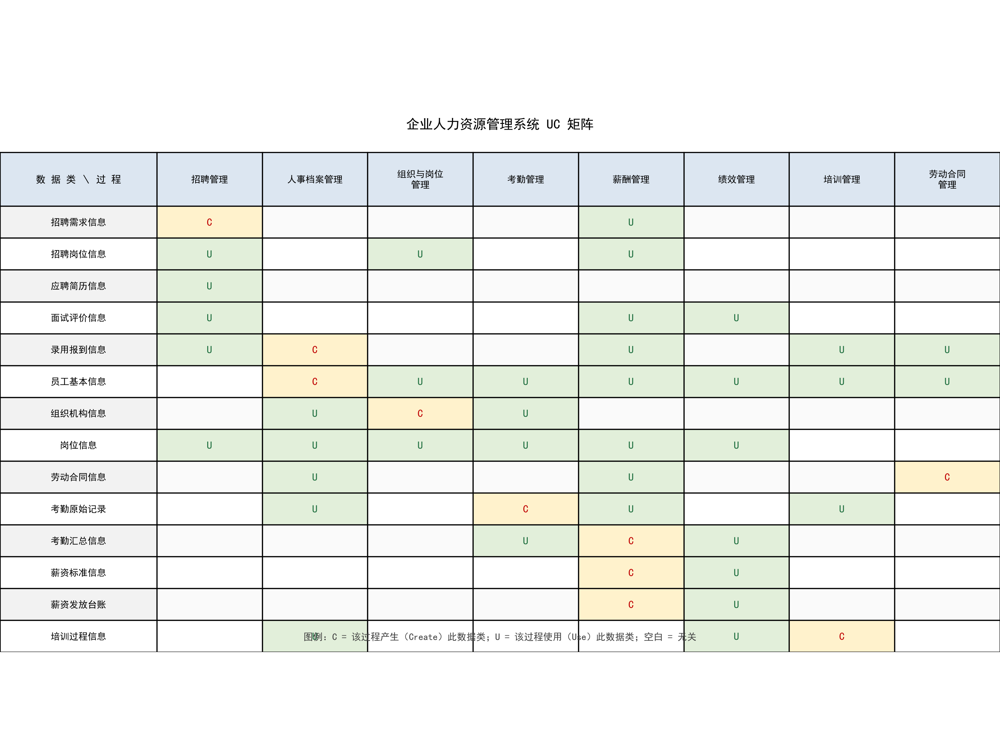 企业人力资源管理系统 UC 矩阵
数 据 类 \ 过 程 招聘管理 人事档案管理 组织与岗位管理 考勤管理 薪酬管理 绩效管理 培训管理 劳动合同管理
招聘需求信息 C U
招聘岗位信息 U U U
应聘简历信息 U
面试评价信息 U U U
录用报到信息 U C U U U
员工基本信息 C U U U U U U
组织机构信息 U C U
岗位信息 U U U U U U
劳动合同信息 U U C
考勤原始记录 U C U U
考勤汇总信息 U C U
薪资标准信息 C U
薪资发放台账 C U
培训过程信息 U U C
图例：C = 该过程产生（Create）此数据类；U = 该过程使用（Use）此数据类；空白 = 无关